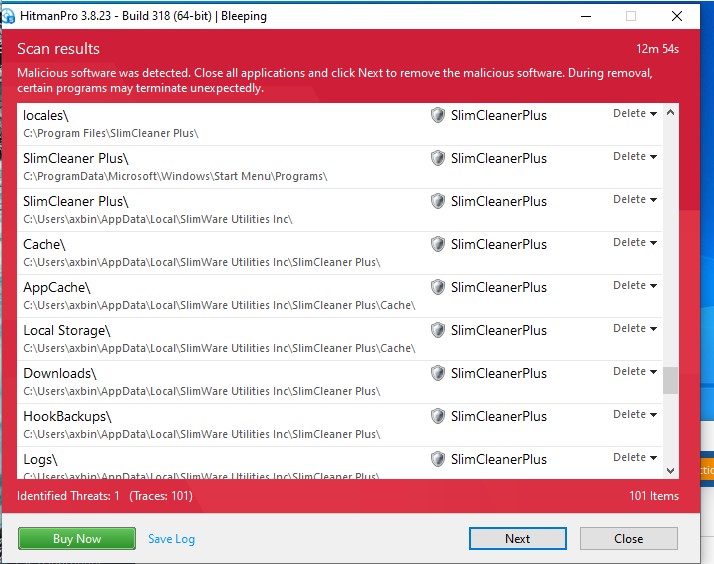 HitmanPro 3.8.23 - Build 318 (64-bit) | Bleeping
Scan results 12m 54s
Malicious software was detected. Close all applications and click Next to remove the malicious software. During removal,
certain programs may terminate unexpectedly.
locales\ SlimCleanerPlus Delete
C:\Program Files\SlimCleaner Plus\
SlimCleaner Plus\ SlimCleanerPlus Delete
C:\ProgramData\Microsoft\Windows\Start Menu\Programs\
SlimCleaner Plus\ SlimCleanerPlus Delete
C:\Users\axbin\AppData\Local\SlimWare Utilities Inc\
Cache\ SlimCleanerPlus Delete
C:\Users\axbin\AppData\Local\SlimWare Utilities Inc\SlimCleaner Plus\
AppCache\ SlimCleanerPlus Delete
C:\Users\axbin\AppData\Local\SlimWare Utilities Inc\SlimCleaner Plus\Cache\
Local Storage\ SlimCleanerPlus Delete
C:\Users\axbin\AppData\Local\SlimWare Utilities Inc\SlimCleaner Plus\Cache\
Downloads\ SlimCleanerPlus Delete
C:\Users\axbin\AppData\Local\SlimWare Utilities Inc\SlimCleaner Plus\
HookBackups\ SlimCleanerPlus Delete
C:\Users\axbin\AppData\Local\SlimWare Utilities Inc\SlimCleaner Plus\
Logs\ SlimCleanerPlus Delete
C:\Users\axbin\AppData\Local\SlimWare Utilities Inc\SlimCleaner Plus\
Identified Threats: 1 (Traces: 101) 101 Items
Buy Now Save Log Next Close